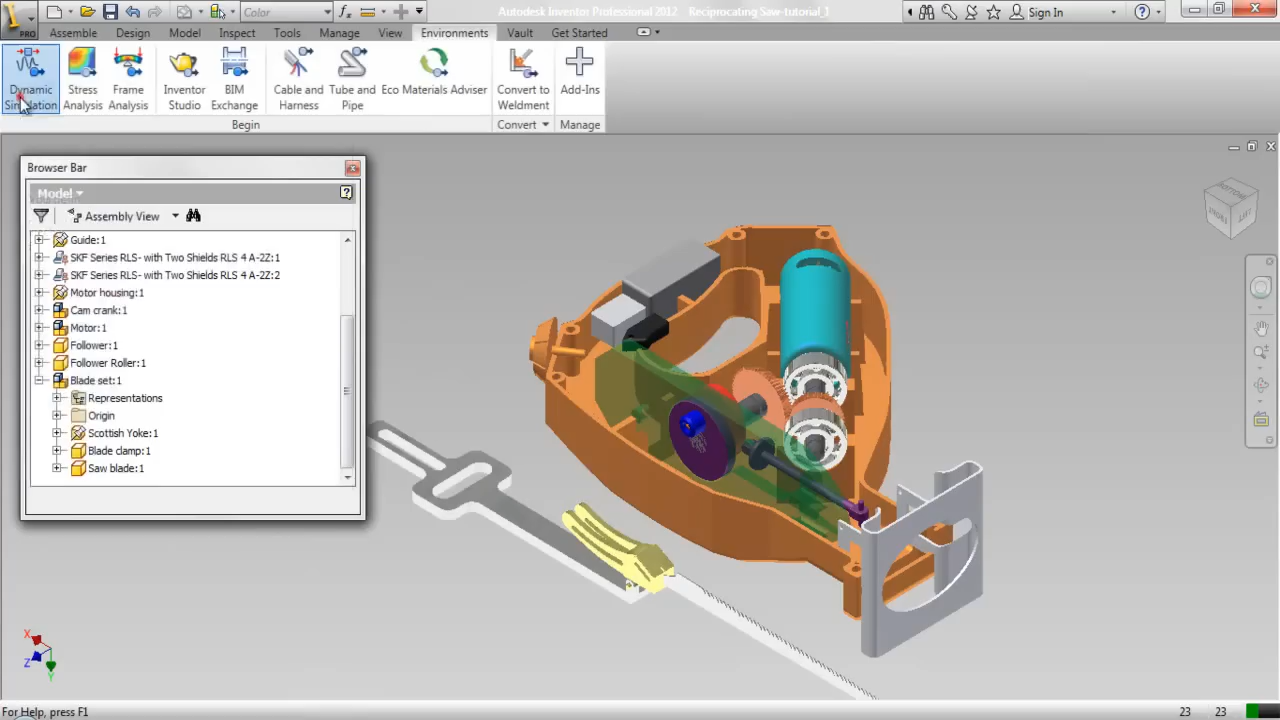 Color
Autodesk Inventor Professional 2012 Reciprocating Saw-tutorial_1
Sign In
PRO
Assemble Design Model Inspect Tools Manage View Environments Vault Get Started
Dynamic Simulation
Stress Analysis
Frame Analysis
Inventor Studio
BIM Exchange
Cable and Harness
Tube and Pipe
Eco Materials Adviser
Convert to Weldment
Add-Ins
Begin
Convert
Manage
Browser Bar
Model
Assembly View
Guide:1
SKF Series RLS- with Two Shields RLS 4 A-2Z:1
SKF Series RLS- with Two Shields RLS 4 A-2Z:2
Motor housing:1
Cam crank:1
Motor:1
Follower:1
Follower Roller:1
Blade set:1
Representations
Origin
Scottish Yoke:1
Blade clamp:1
Saw blade:1
BOTTOM
LEFT
X
Z
Y
For Help, press F1
23 23